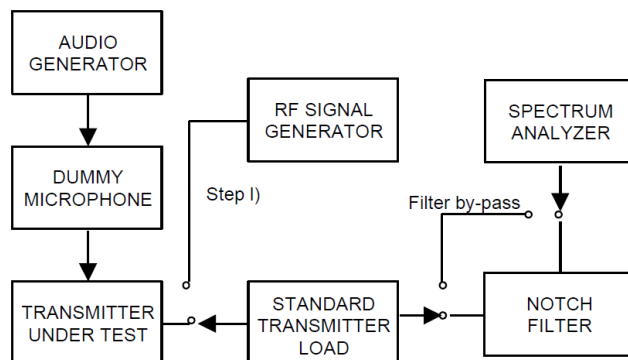 AUDIO
GENERATOR
RF SIGNAL
GENERATOR
SPECTRUM
ANALYZER
DUMMY
MICROPHONE
Step I)
Filter by-pass
TRANSMITTER
UNDER TEST
STANDARD
TRANSMITTER
LOAD
NOTCH
FILTER